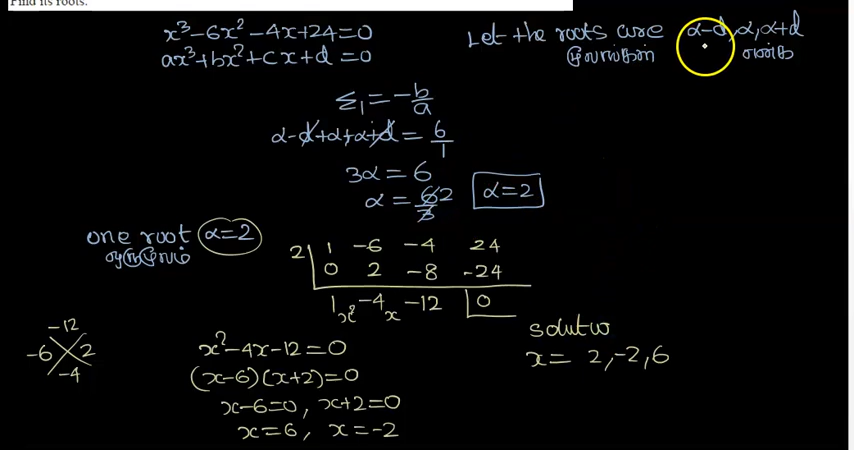 Find its roots.
x³-6x²-4x+24=0
ax³+bx²+cx+d=0
Let the roots are α-d, α, α+d
Σ₁ = -b/a
α-d+α+α+d = 6/1
3α = 6
α = 6/3 2
α=2
one root α=2
2 | 1 -6 -4 24
0 2 -8 -24
1 -4 -12 | 0
x² x
-12
-6 2
-4
x²-4x-12=0
(x-6)(x+2)=0
x-6=0, x+2=0
x=6, x=-2
x= 2,-2,6